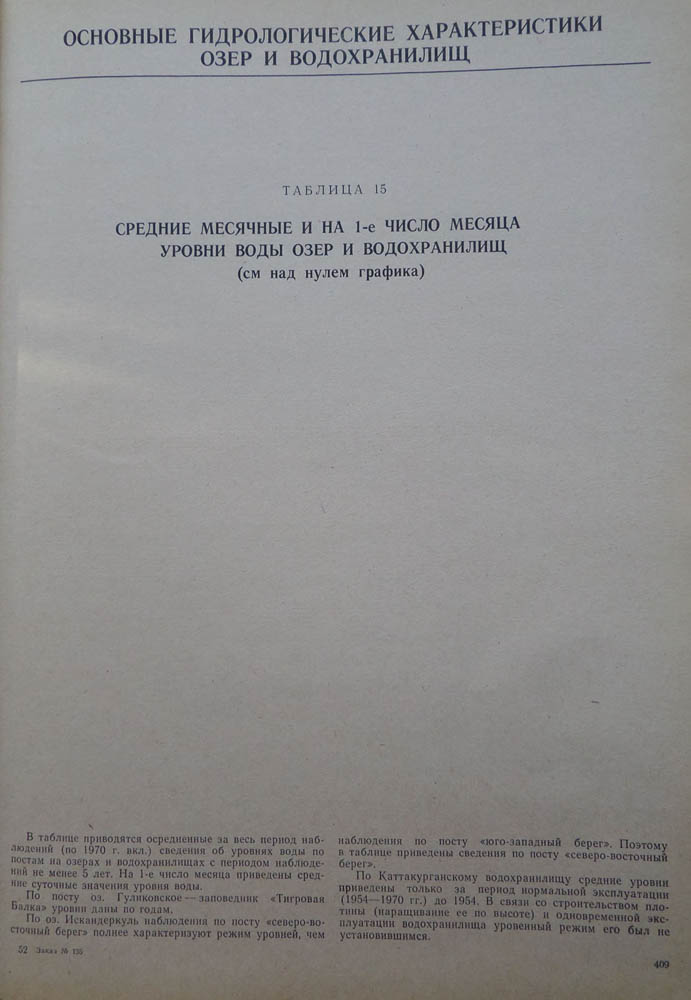 ОСНОВНЫЕ ГИДРОЛОГИЧЕСКИЕ ХАРАКТЕРИСТИКИ
ОЗЕР И ВОДОХРАНИЛИЩ
ТАБЛИЦА 15
СРЕДНИЕ МЕСЯЧНЫЕ И НА 1-е ЧИСЛО МЕСЯЦА
УРОВНИ ВОДЫ ОЗЕР И ВОДОХРАНИЛИЩ
(см над нулем графика)
В таблице приводятся осредненные за весь период наб-
людений (по 1970 г. вкл.) сведения об уровнях воды по
постам на озерах и водохранилищах с периодом наблюде-
ний не менее 5 лет. На 1-е число месяца приведены сред-
ние суточные значения уровня воды.
По посту оз. Гуликовское — заповедник «Тигровая
Балка» уровни даны по годам.
По оз. Искандеркуль наблюдения по посту «северо-во-
сточный берег» полнее характеризуют режим уровней, чем
52 Заказ № 135
наблюдения по посту «юго-западный берег». Поэтому
в таблице приведены сведения по посту «северо-восточный
берег».
По Каттакурганскому водохранилищу средние уровни
приведены только за период нормальной эксплуатации
(1954—1970 гг.) до 1954. В связи со строительством пло-
тины (наращивание ее по высоте) и одновременной экс-
плуатации водохранилища уровенный режим его был не
установившимся.
409